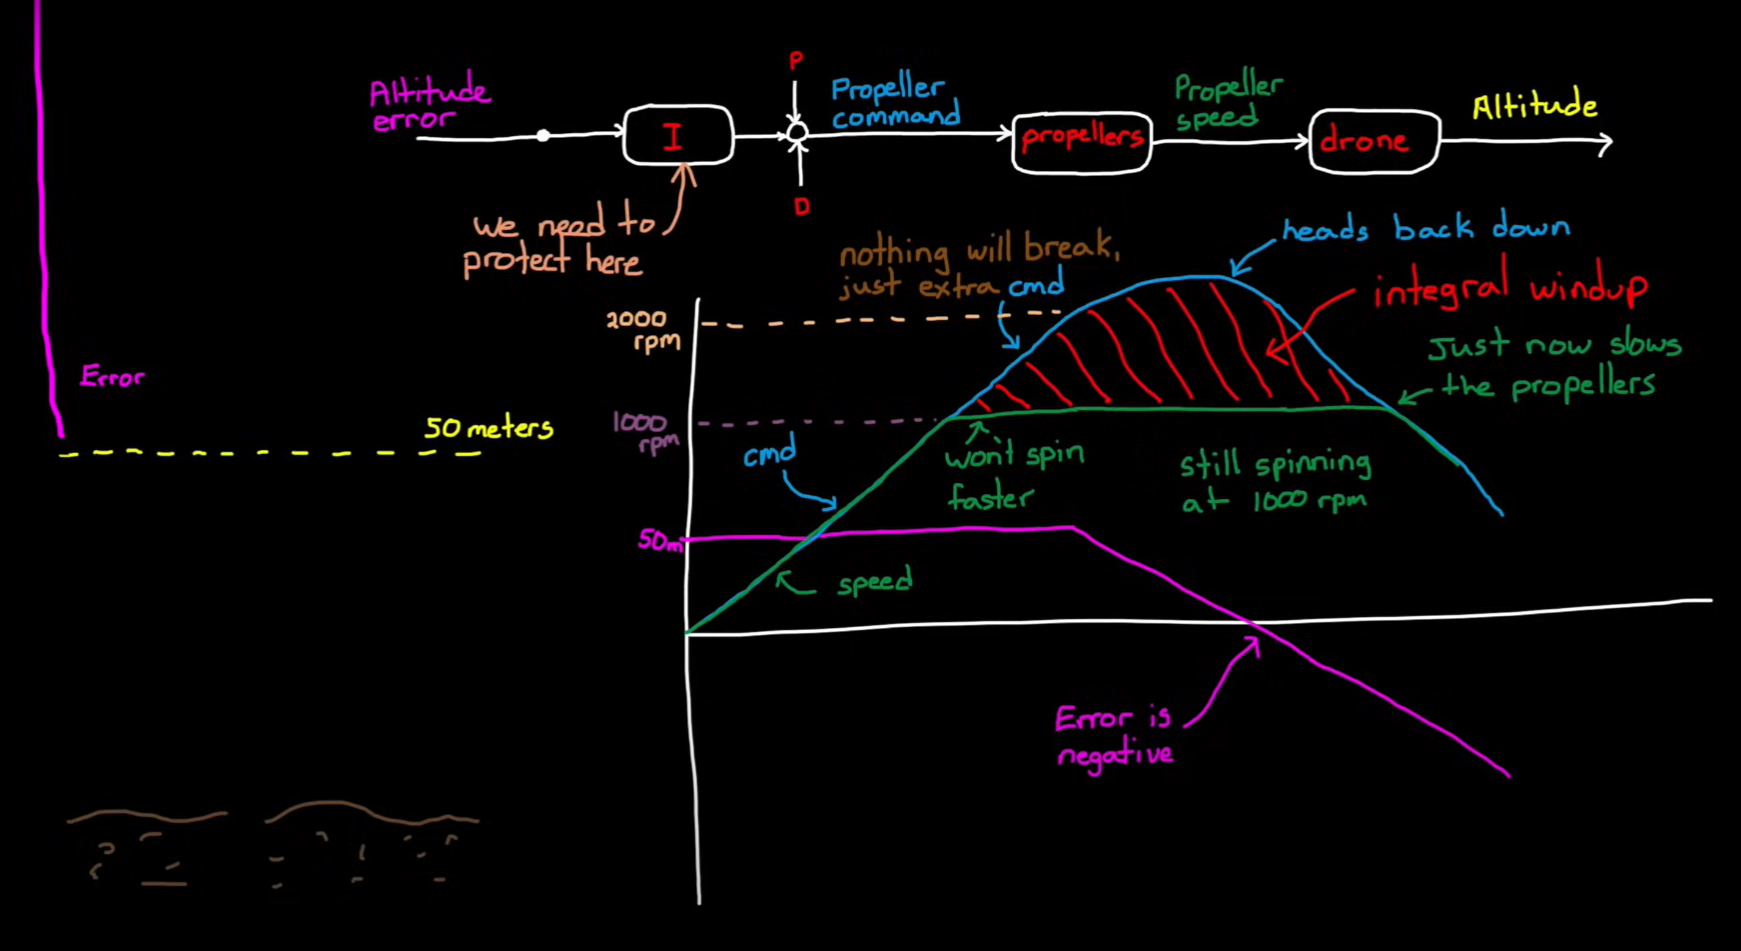 P
Altitude
error
I
Propeller
command
propellers
Propeller
speed
drone
Altitude
D
we need to
protect here
nothing will break,
just extra cmd
heads back down
integral windup
2000
rpm
Just now slows
the propellers
Error
50 meters
1000
rpm
cmd
won't spin
faster
still spinning
at 1000 rpm
50m
speed
Error is
negative